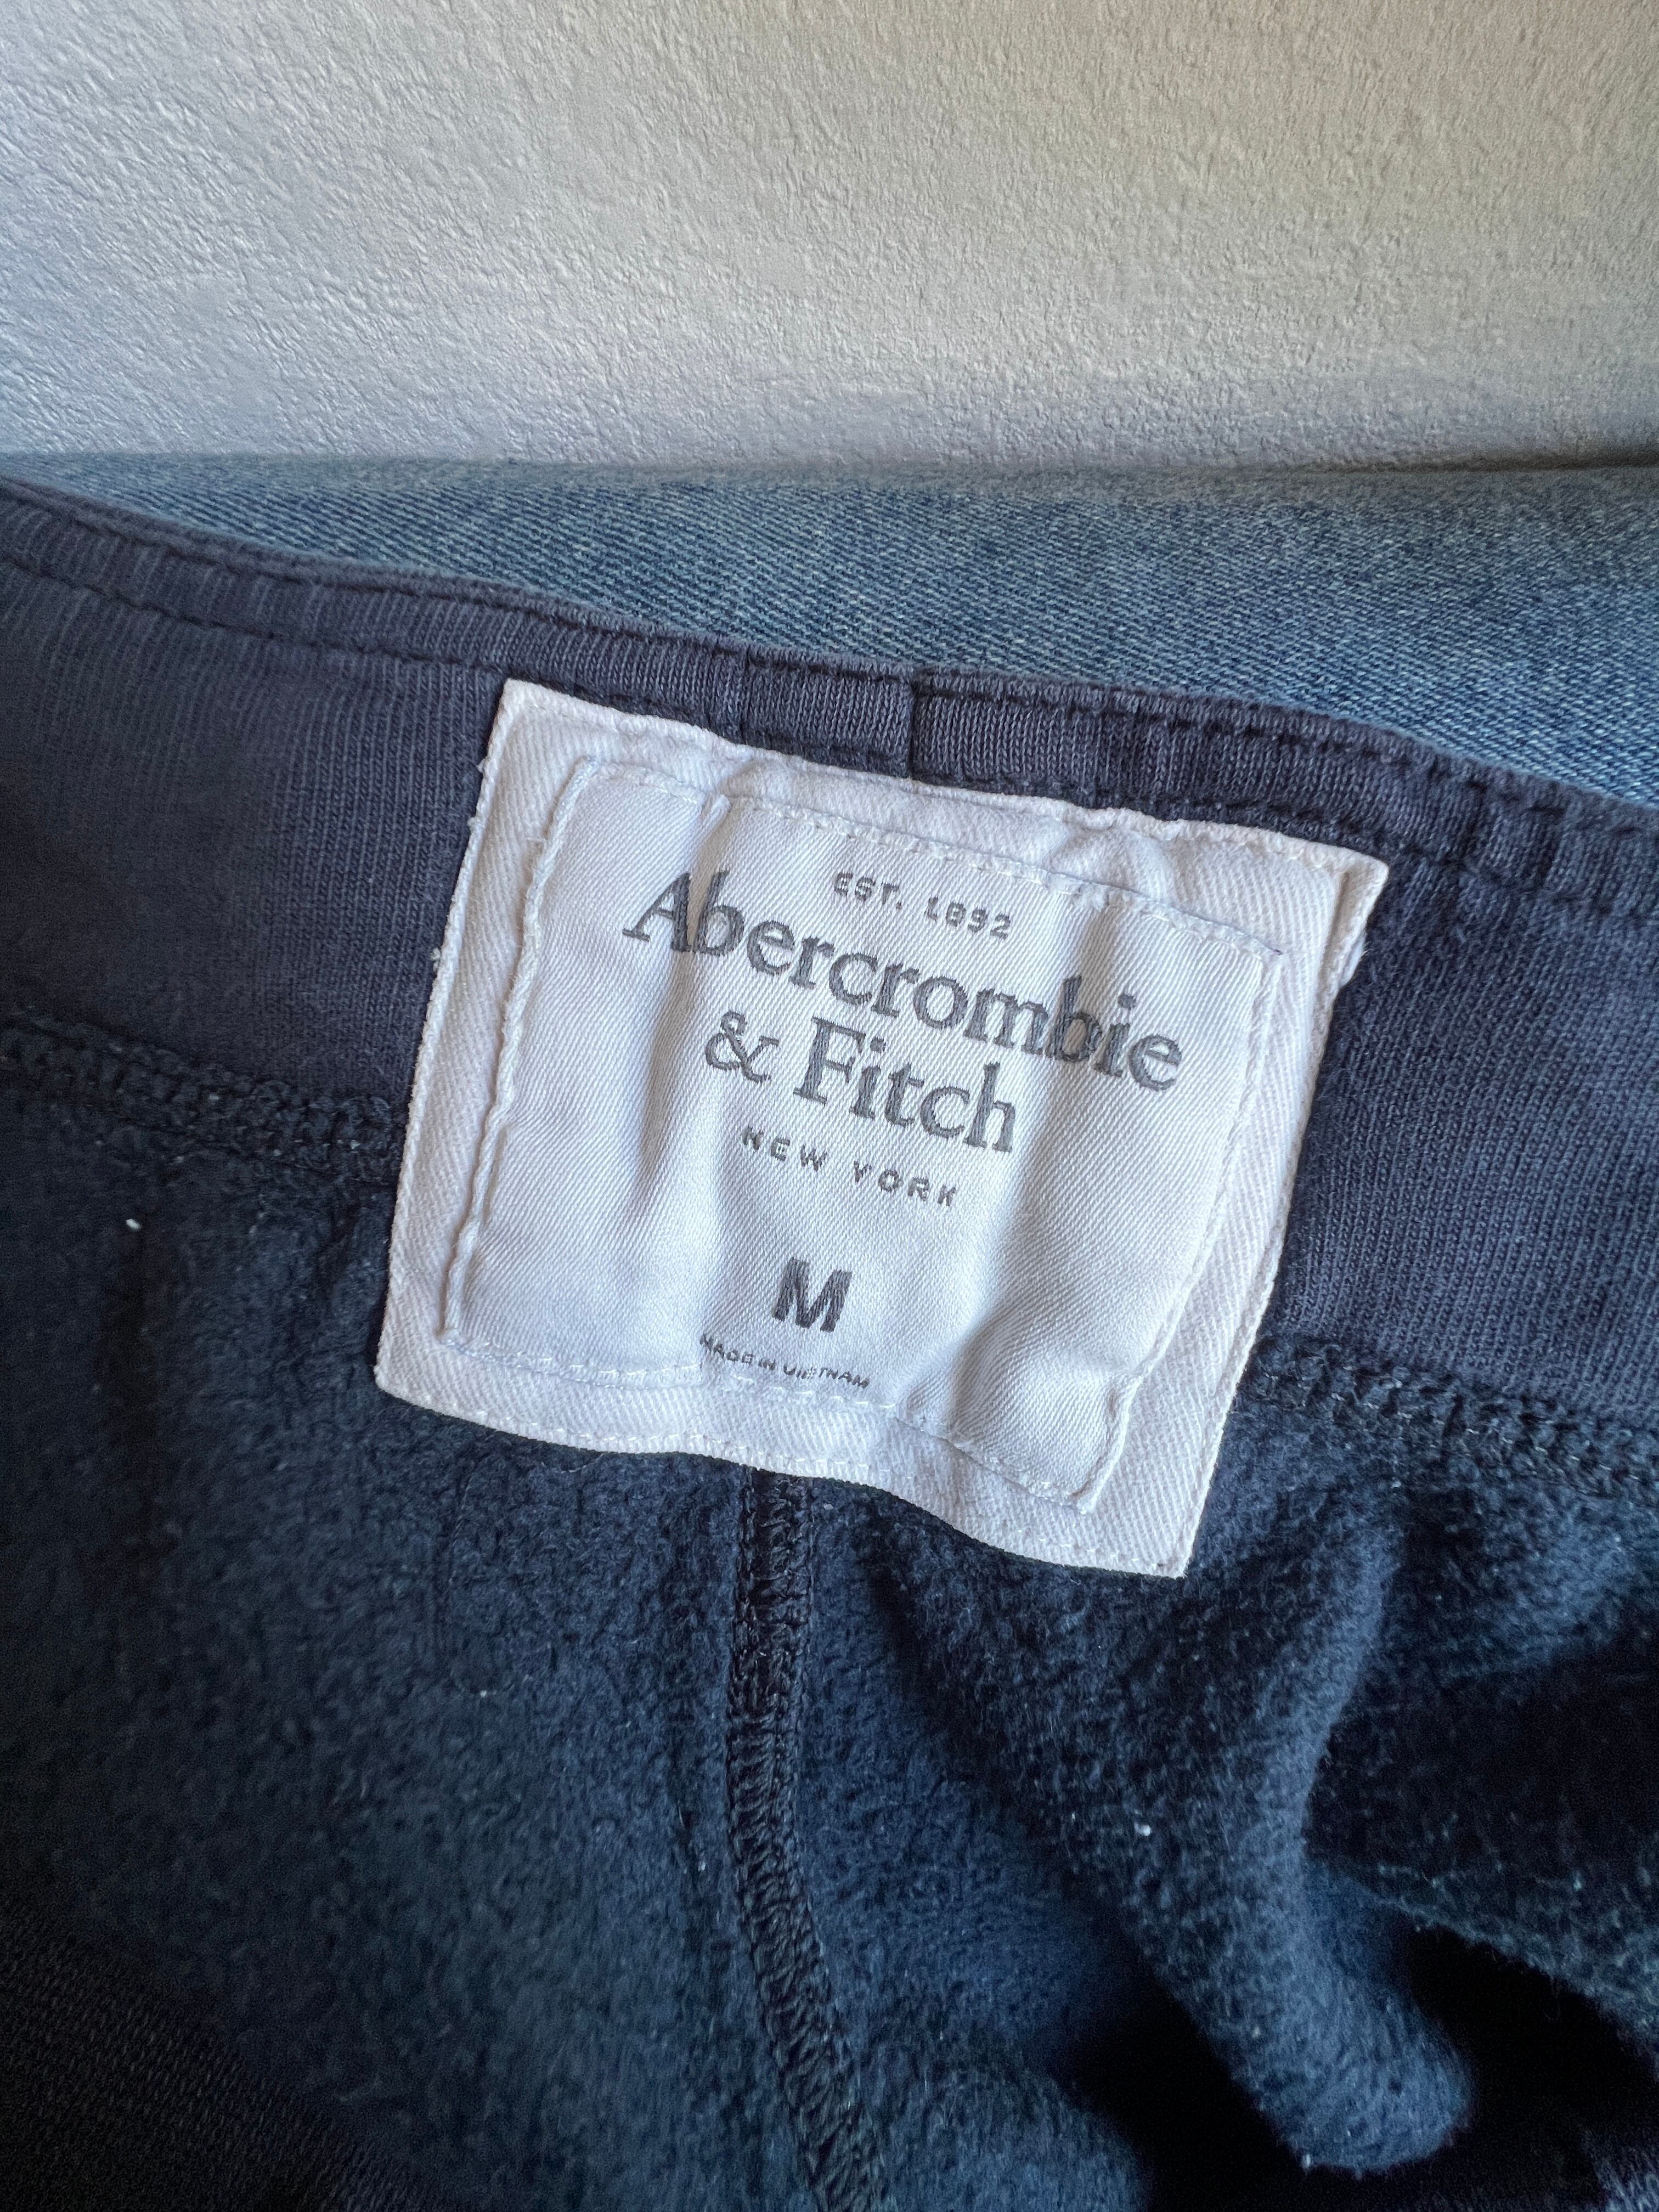 EST. 1892
Abercrombie
& Fitch
NEW YORK
M
MADE IN VIETNAM